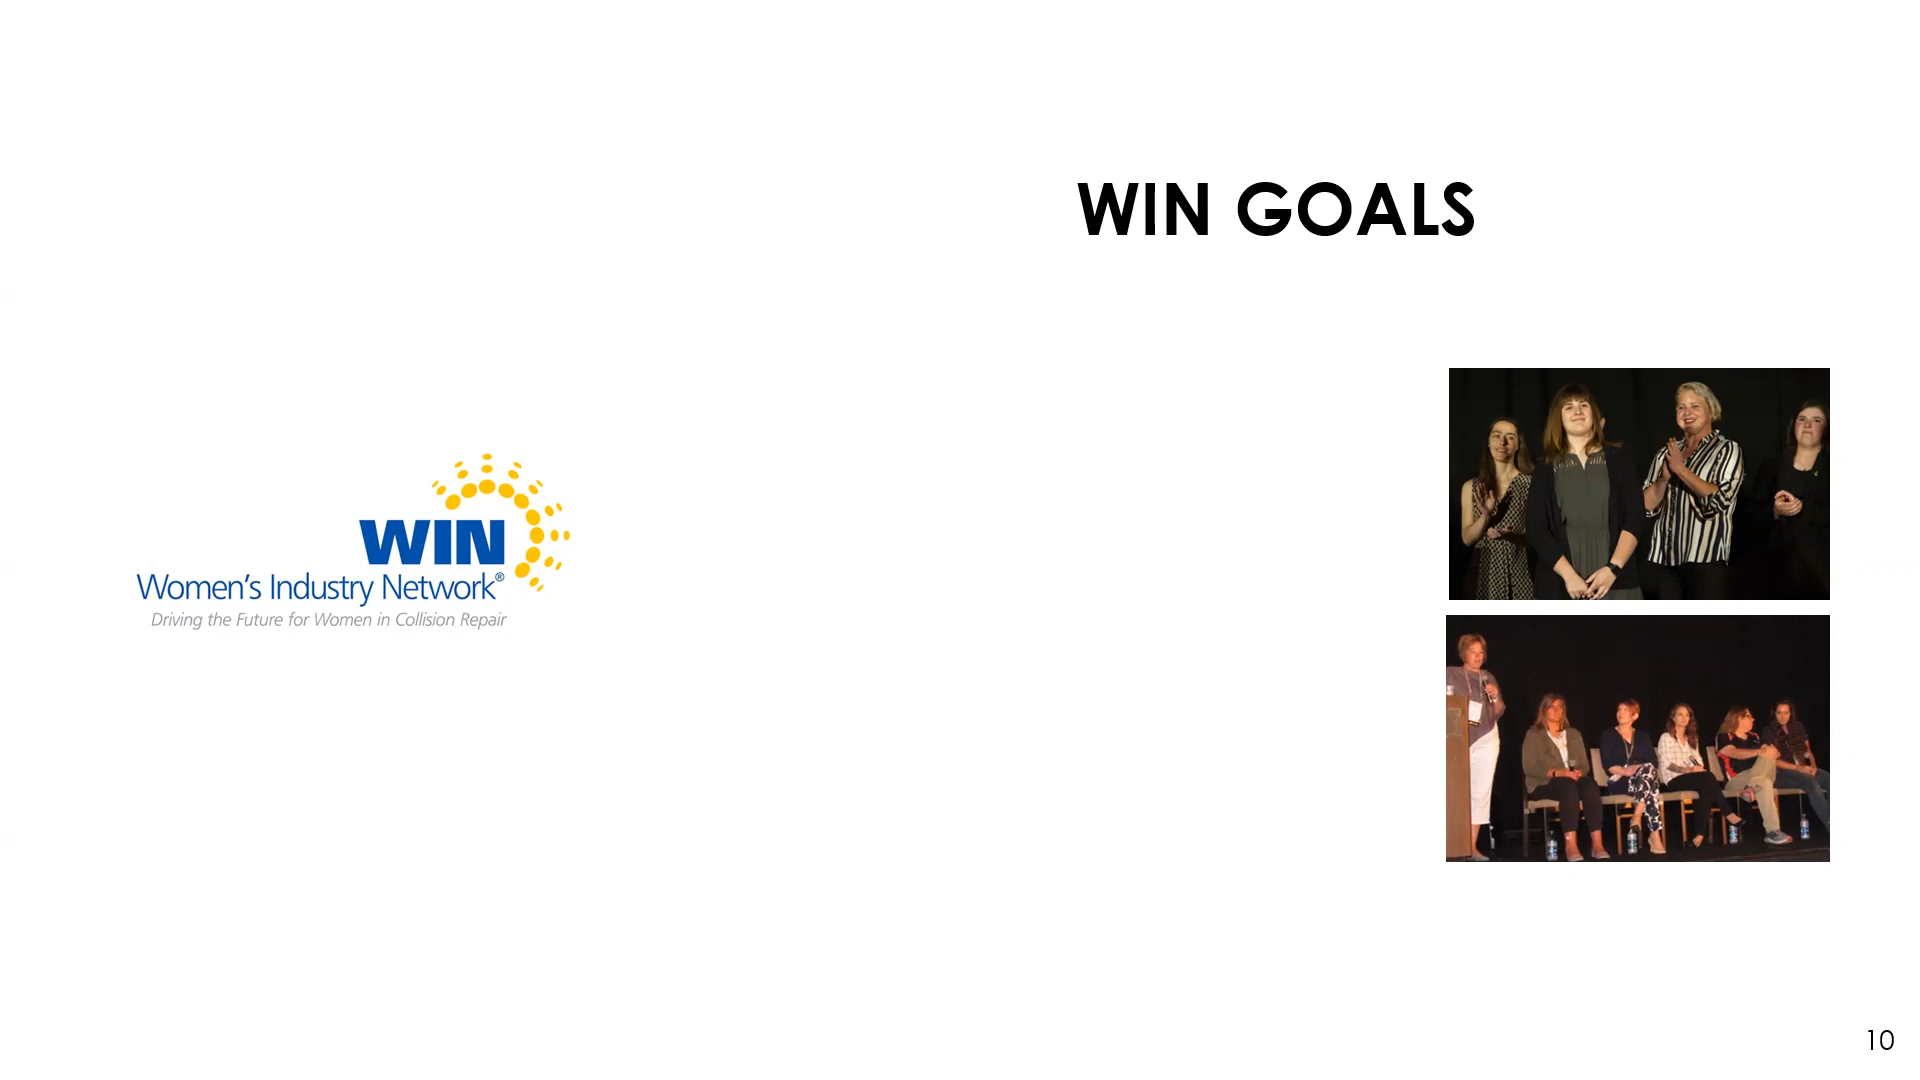 WIN GOALS
WIN
Women's Industry Network®
Driving the Future for Women in Collision Repair
10